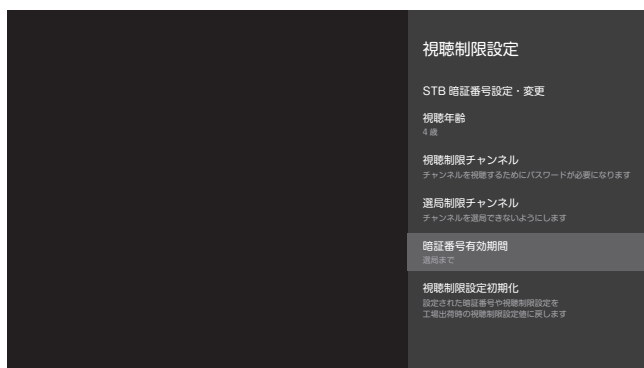 視聴制限設定
STB 暗証番号設定・変更
視聴年齢
4 歳
視聴制限チャンネル
チャンネルを視聴するためにパスワードが必要になります
選局制限チャンネル
チャンネルを選局できないようにします
暗証番号有効期間
選局まで
視聴制限設定初期化
設定された暗証番号や視聴制限設定を
工場出荷時の視聴制限設定値に戻します